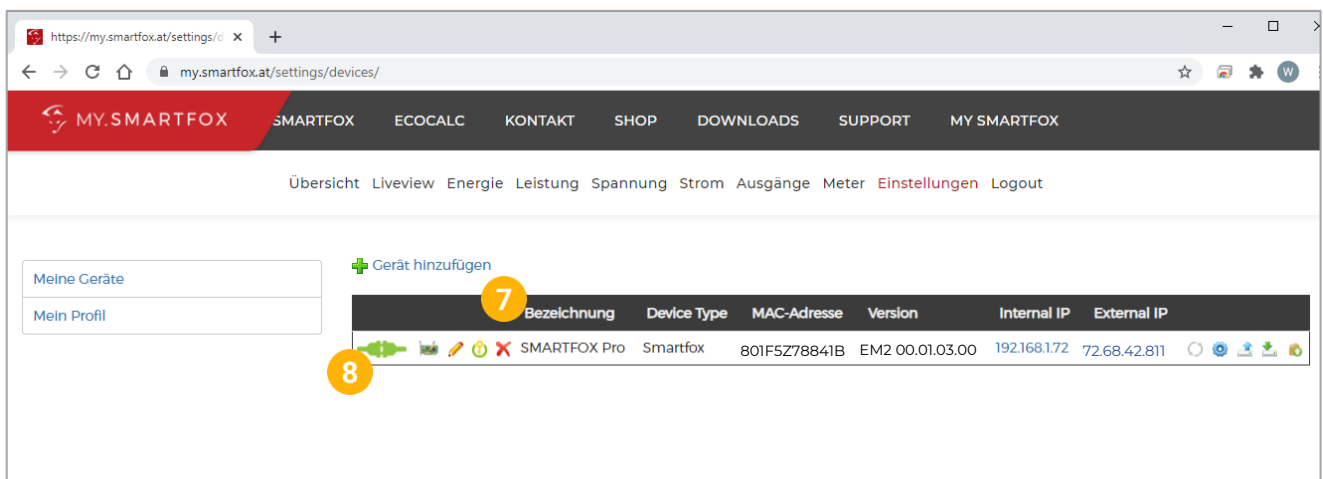 https://my.smartfox.at/settings/d
my.smartfox.at/settings/devices/
W
MY.SMARTFOX SMARTFOX ECOCALC KONTAKT SHOP DOWNLOADS SUPPORT MY SMARTFOX
Übersicht Liveview Energie Leistung Spannung Strom Ausgänge Meter Einstellungen Logout
Meine Geräte
Mein Profil
Gerät hinzufügen
7
Bezeichnung Device Type MAC-Adresse Version Internal IP External IP
SMARTFOX Pro Smartfox 801F5Z78841B EM2 00.01.03.00 192.168.1.72 72.68.42.811
8